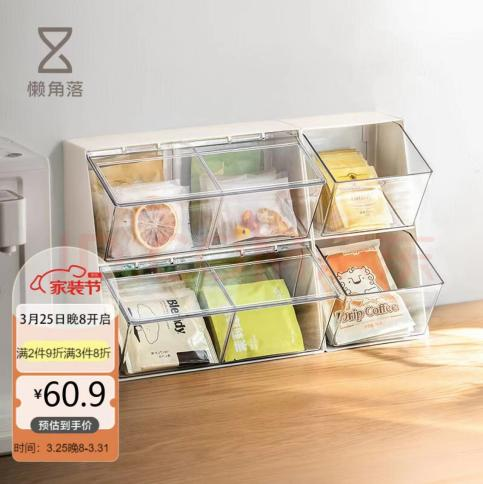 懒角落
家装节
3月25日晚8开启
满2件9折满3件8折
¥60.9
预估到手价
时间：3.25晚8-3.31
Blendy
Drip Coffee